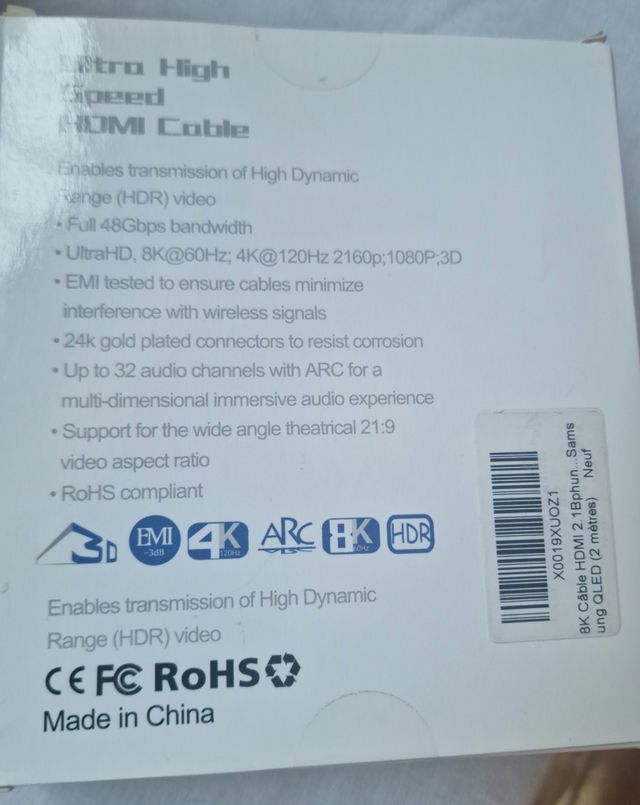 Ultra High
Speed
HDMI Cable
Enables transmission of High Dynamic
Range (HDR) video
• Full 48Gbps bandwidth
• UltraHD, 8K@60Hz; 4K@120Hz 2160p;1080P;3D
• EMI tested to ensure cables minimize
interference with wireless signals
• 24k gold plated connectors to resist corrosion
• Up to 32 audio channels with ARC for a
multi-dimensional immersive audio experience
• Support for the wide angle theatrical 21:9
video aspect ratio
• RoHS compliant
3D
EMI
-3dB
4K
120Hz
ARC
8K
60Hz
HDR
Enables transmission of High Dynamic
Range (HDR) video
CE FC RoHS
Made in China
X0019XUOZ1
8K Câble HDMI 2.1Bphun...Sams
ung QLED (2 mètres) Neuf